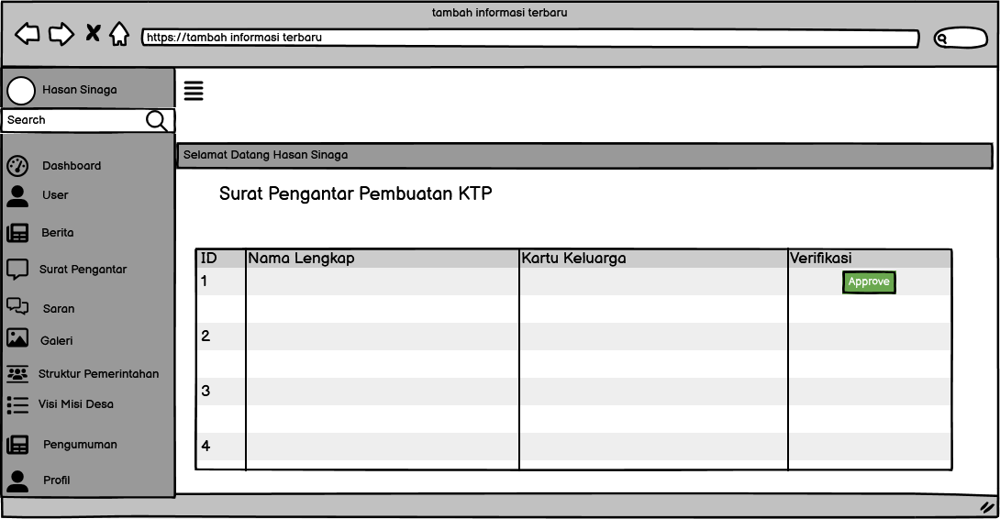 tambah informasi terbaru
https://tambah informasi terbaru
Hasan Sinaga
Search
Dashboard
User
Berita
Surat Pengantar
Saran
Galeri
Struktur Pemerintahan
Visi Misi Desa
Pengumuman
Profil
Selamat Datang Hasan Sinaga
Surat Pengantar Pembuatan KTP
ID Nama Lengkap Kartu Keluarga Verifikasi
1 Approve
2
3
4